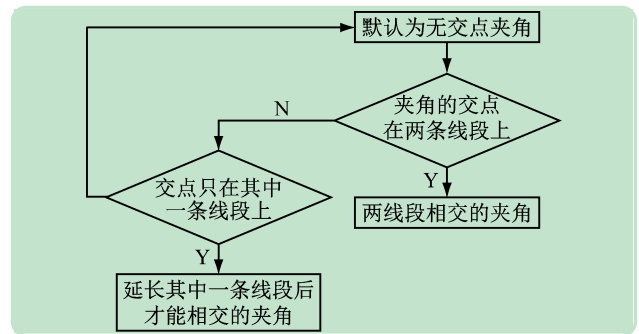 默认为无交点夹角
夹角的交点
在两条线段上
N
Y
交点只在其中
一条线段上
两线段相交的夹角
Y
延长其中一条线段后
才能相交的夹角